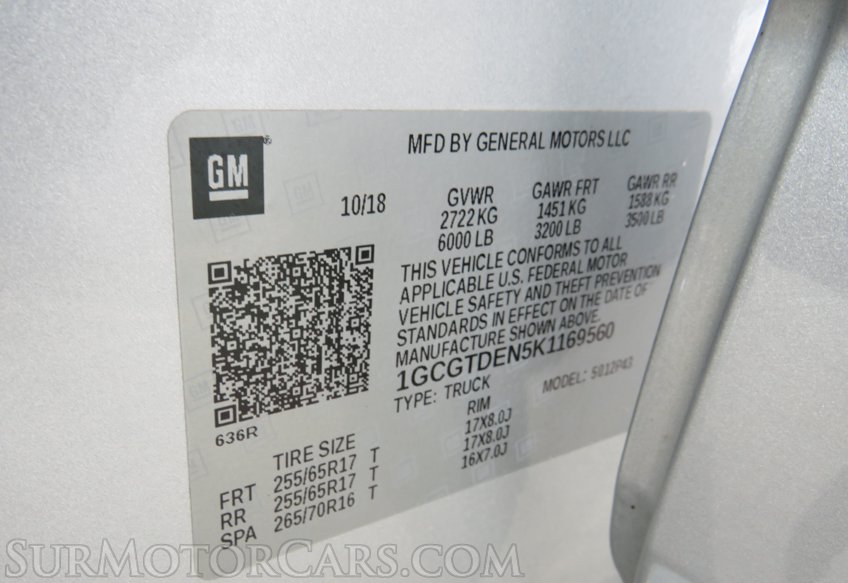 GM®
MFD BY GENERAL MOTORS LLC
10/18
GVWR GAWR FRT GAWR RR
2722 KG 1451 KG 1588 KG
6000 LB 3200 LB 3500 LB
THIS VEHICLE CONFORMS TO ALL
APPLICABLE U.S. FEDERAL MOTOR
VEHICLE SAFETY AND THEFT PREVENTION
STANDARDS IN EFFECT ON THE DATE OF
MANUFACTURE SHOWN ABOVE.
1GCGTDEN5K1169560
TYPE: TRUCK MODEL: 5012P43
636R
TIRE SIZE RIM
FRT 255/65R17 T 17X8.0J
RR 255/65R17 T 17X8.0J
SPA 265/70R16 T 16X7.0J
SURMOTORCARS.COM